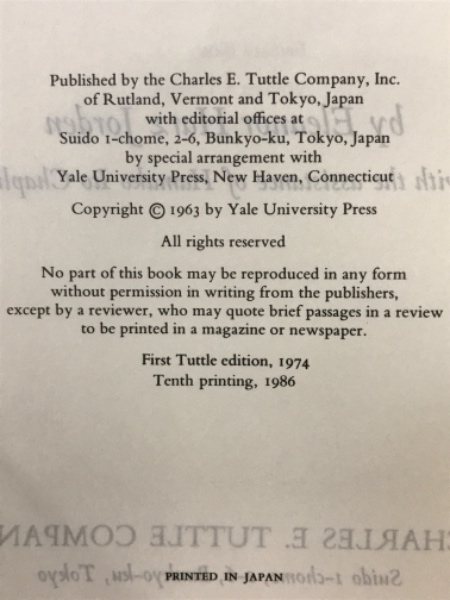 Published by the Charles E. Tuttle Company, Inc.
of Rutland, Vermont and Tokyo, Japan
with editorial offices at
Suido 1-chome, 2-6, Bunkyo-ku, Tokyo, Japan
by special arrangement with
Yale University Press, New Haven, Connecticut
Copyright © 1963 by Yale University Press
All rights reserved
No part of this book may be reproduced in any form
without permission in writing from the publishers,
except by a reviewer, who may quote brief passages in a review
to be printed in a magazine or newspaper.
First Tuttle edition, 1974
Tenth printing, 1986
PRINTED IN JAPAN